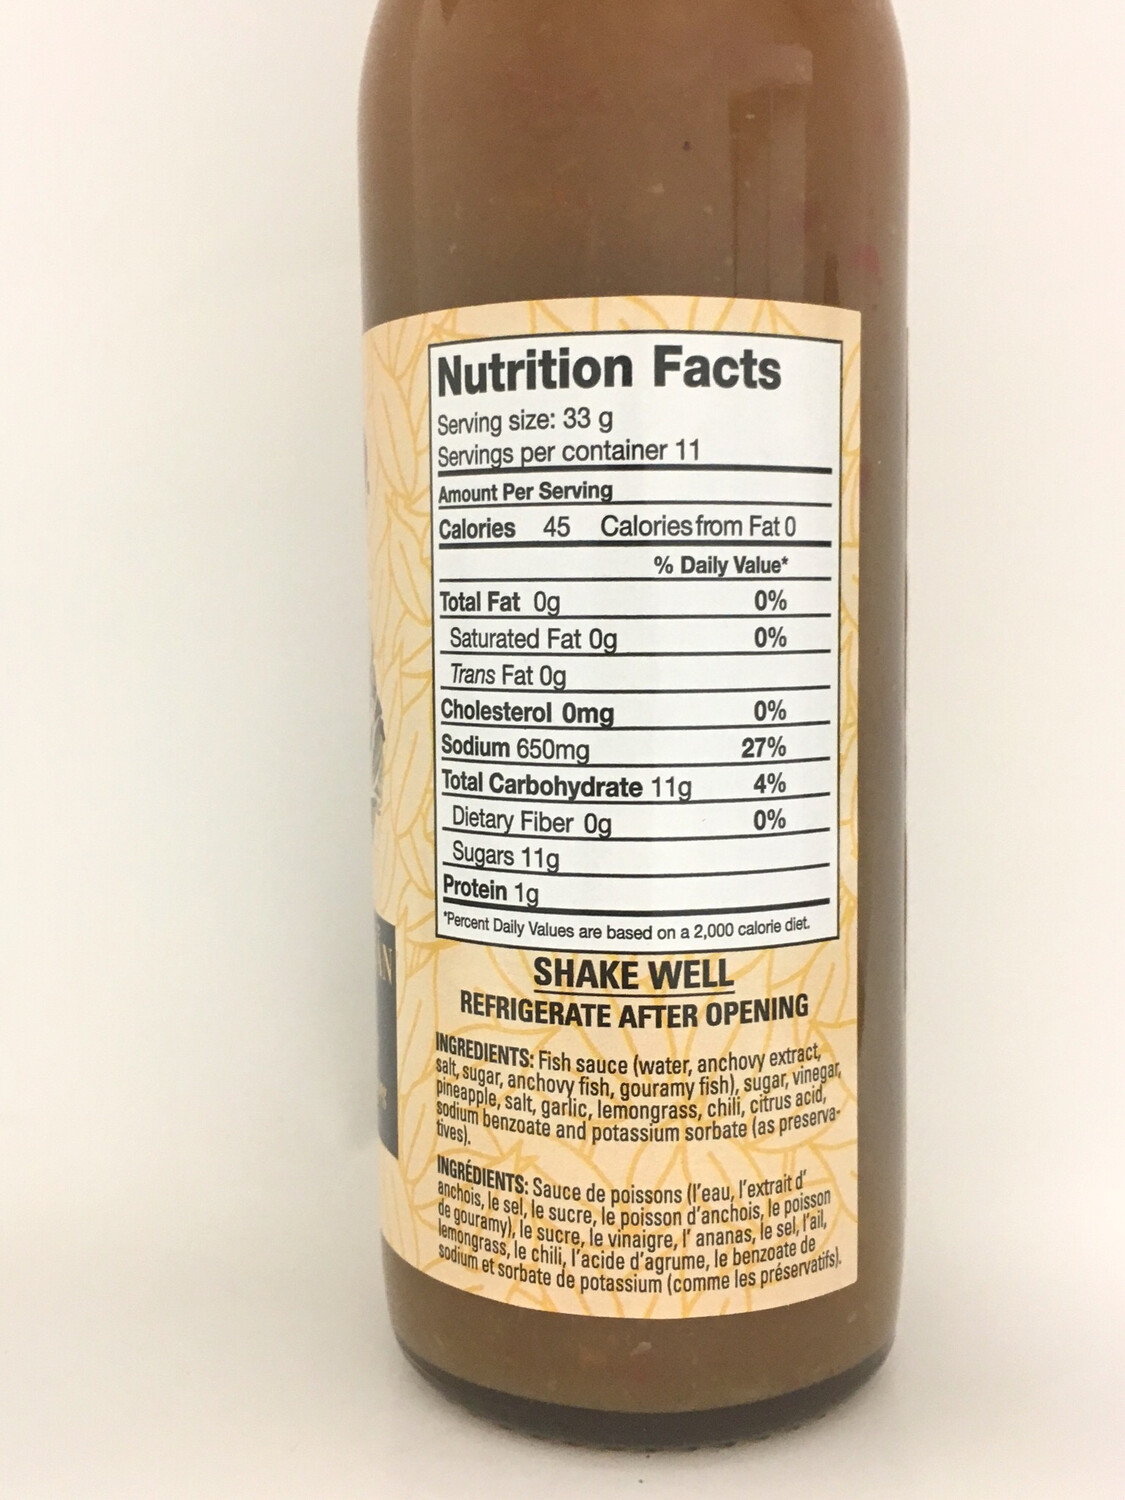 Nutrition Facts
Serving size: 33 g
Servings per container 11
Amount Per Serving
Calories 45 Calories from Fat 0
% Daily Value*
Total Fat 0g 0%
Saturated Fat 0g 0%
Trans Fat 0g
Cholesterol 0mg 0%
Sodium 650mg 27%
Total Carbohydrate 11g 4%
Dietary Fiber 0g 0%
Sugars 11g
Protein 1g
*Percent Daily Values are based on a 2,000 calorie diet.
SHAKE WELL
REFRIGERATE AFTER OPENING
INGREDIENTS: Fish sauce (water, anchovy extract,
salt, sugar, anchovy fish, gouramy fish), sugar, vinegar,
pineapple, salt, garlic, lemongrass, chili, citrus acid,
sodium benzoate and potassium sorbate (as preserva-
tives).
INGRÉDIENTS: Sauce de poissons (l'eau, l'extrait d'
anchois, le sel, le sucre, le poisson d'anchois, le poisson
de gouramy), le sucre, le vinaigre, l' ananas, le sel, l'ail,
lemongrass, le chili, l'acide d'agrume, le benzoate de
sodium et sorbate de potassium (comme les préservatifs).